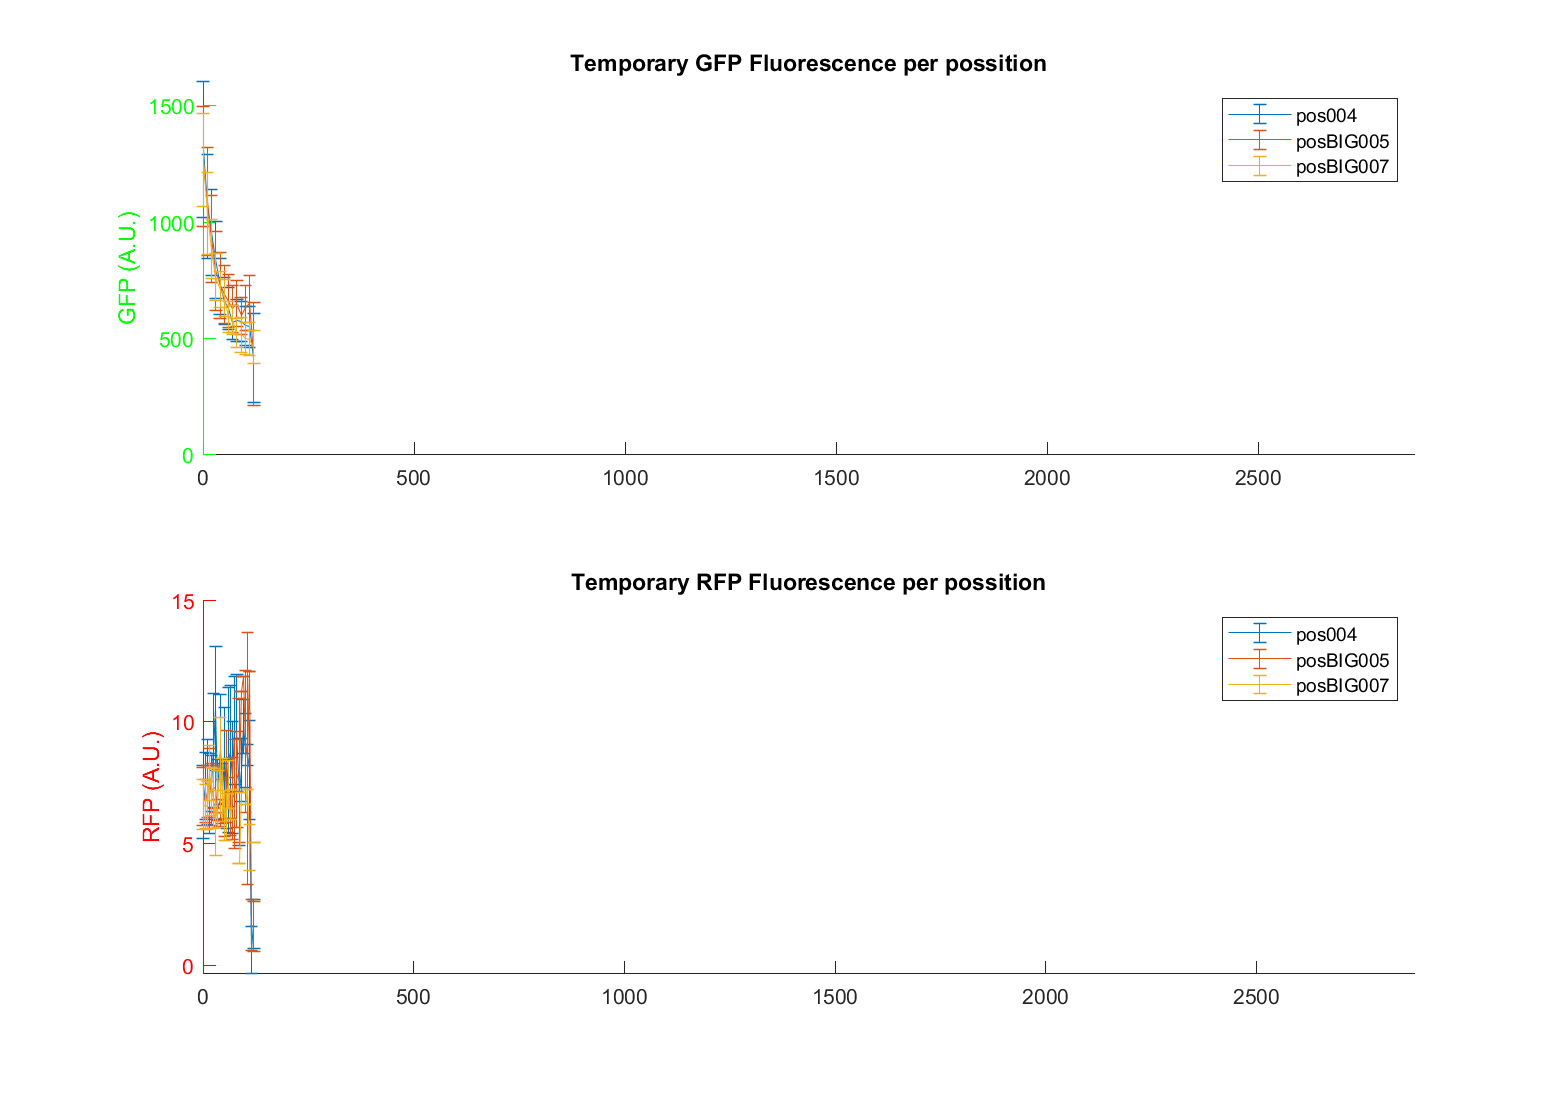 Temporary GFP Fluorescence per possition
1500
1000
500
0
GFP (A.U.)
pos004
posBIG005
posBIG007
0 500 1000 1500 2000 2500
Temporary RFP Fluorescence per possition
15
10
5
0
RFP (A.U.)
pos004
posBIG005
posBIG007
0 500 1000 1500 2000 2500